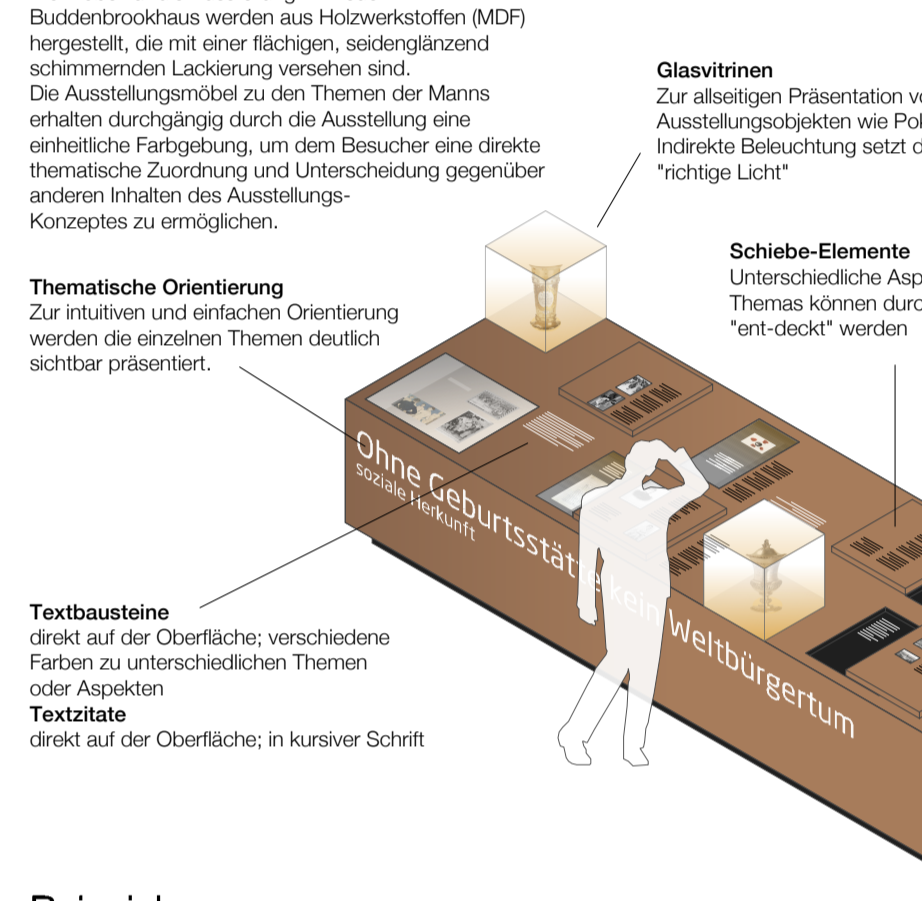 Buddenbrookhaus werden aus Holzwerkstoffen (MDF)
hergestellt, die mit einer flächigen, seidenglänzend
schimmernden Lackierung versehen sind.
Die Ausstellungsmöbel zu den Themen der Manns
erhalten durchgängig durch die Ausstellung eine
einheitliche Farbgebung, um dem Besucher eine direkte
thematische Zuordnung und Unterscheidung gegenüber
anderen Inhalten des Ausstellungs-
Konzeptes zu ermöglichen.
Thematische Orientierung
Zur intuitiven und einfachen Orientierung
werden die einzelnen Themen deutlich
sichtbar präsentiert.
Glasvitrinen
Zur allseitigen Präsentation
Ausstellungsobjekten wie
Indirekte Beleuchtung setzt
"richtige Licht"
Schiebe-Elemente
Unterschiedliche
Themas können
"ent-deckt" werden
Ohne Geburtsstätte kein Weltbürgertum
soziale Herkunft
Textbausteine
direkt auf der Oberfläche; verschiedene
Farben zu unterschiedlichen Themen
oder Aspekten
Textzitate
direkt auf der Oberfläche; in kursiver Schrift